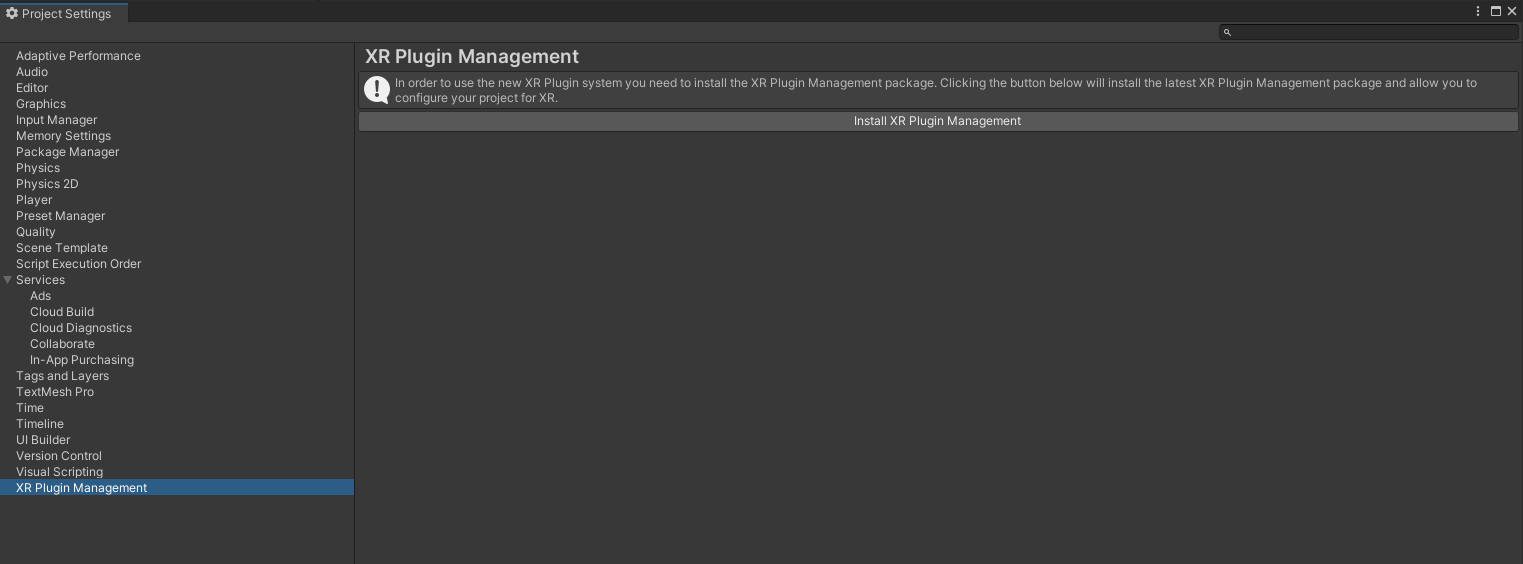 Project Settings
Adaptive Performance
Audio
Editor
Graphics
Input Manager
Memory Settings
Package Manager
Physics
Physics 2D
Player
Preset Manager
Quality
Scene Template
Script Execution Order
Services
Ads
Cloud Build
Cloud Diagnostics
Collaborate
In-App Purchasing
Tags and Layers
TextMesh Pro
Time
Timeline
UI Builder
Version Control
Visual Scripting
XR Plugin Management
XR Plugin Management
In order to use the new XR Plugin system you need to install the XR Plugin Management package. Clicking the button below will install the latest XR Plugin Management package and allow you to
configure your project for XR.
Install XR Plugin Management